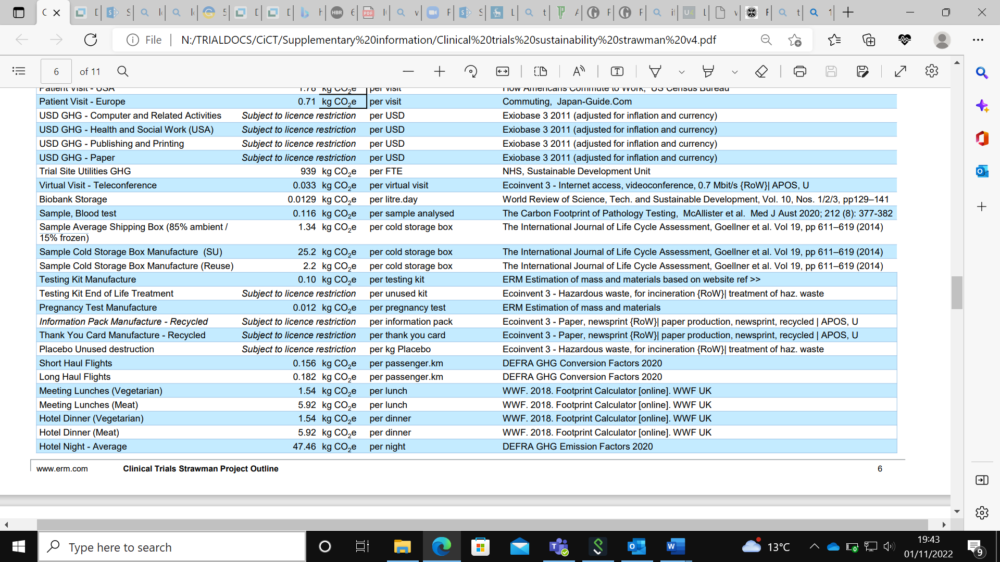 File
N:/TRIALDOCS/CiCT/Supplementary%20information/Clinical%20trials%20sustainability%20strawman%20v4.pdf
6 of 11
Patient Visit - USA 1.78 kg CO₂e per visit How Americans Commute to Work, US Census Bureau
Patient Visit - Europe 0.71 kg CO₂e per visit Commuting, Japan-Guide.Com
USD GHG - Computer and Related Activities Subject to licence restriction per USD Exiobase 3 2011 (adjusted for inflation and currency)
USD GHG - Health and Social Work (USA) Subject to licence restriction per USD Exiobase 3 2011 (adjusted for inflation and currency)
USD GHG - Publishing and Printing Subject to licence restriction per USD Exiobase 3 2011 (adjusted for inflation and currency)
USD GHG - Paper Subject to licence restriction per USD Exiobase 3 2011 (adjusted for inflation and currency)
Trial Site Utilities GHG 939 kg CO₂e per FTE NHS, Sustainable Development Unit
Virtual Visit - Teleconference 0.033 kg CO₂e per virtual visit Ecoinvent 3 - Internet access, videoconference, 0.7 Mbit/s {RoW}| APOS, U
Biobank Storage 0.0129 kg CO₂e per litre.day World Review of Science, Tech. and Sustainable Development, Vol. 10, Nos. 1/2/3, pp129–141
Sample, Blood test 0.116 kg CO₂e per sample analysed The Carbon Footprint of Pathology Testing, McAllister et al. Med J Aust 2020; 212 (8): 377-382
Sample Average Shipping Box (85% ambient / 1.34 kg CO₂e per cold storage box The International Journal of Life Cycle Assessment, Goellner et al. Vol 19, pp 611–619 (2014)
15% frozen)
Sample Cold Storage Box Manufacture (SU) 25.2 kg CO₂e per cold storage box The International Journal of Life Cycle Assessment, Goellner et al. Vol 19, pp 611–619 (2014)
Sample Cold Storage Box Manufacture (Reuse) 2.2 kg CO₂e per cold storage box The International Journal of Life Cycle Assessment, Goellner et al. Vol 19, pp 611–619 (2014)
Testing Kit Manufacture 0.10 kg CO₂e per testing kit ERM Estimation of mass and materials based on website ref >>
Testing Kit End of Life Treatment Subject to licence restriction per unused kit Ecoinvent 3 - Hazardous waste, for incineration {RoW}| treatment of haz. waste
Pregnancy Test Manufacture 0.012 kg CO₂e per pregnancy test ERM Estimation of mass and materials
Information Pack Manufacture - Recycled Subject to licence restriction per information pack Ecoinvent 3 - Paper, newsprint {RoW}| paper production, newsprint, recycled | APOS, U
Thank You Card Manufacture - Recycled Subject to licence restriction per thank you card Ecoinvent 3 - Paper, newsprint {RoW}| paper production, newsprint, recycled | APOS, U
Placebo Unused destruction Subject to licence restriction per kg Placebo Ecoinvent 3 - Hazardous waste, for incineration {RoW}| treatment of haz. waste
Short Haul Flights 0.156 kg CO₂e per passenger.km DEFRA GHG Conversion Factors 2020
Long Haul Flights 0.182 kg CO₂e per passenger.km DEFRA GHG Conversion Factors 2020
Meeting Lunches (Vegetarian) 1.54 kg CO₂e per lunch WWF. 2018. Footprint Calculator [online]. WWF UK
Meeting Lunches (Meat) 5.92 kg CO₂e per lunch WWF. 2018. Footprint Calculator [online]. WWF UK
Hotel Dinner (Vegetarian) 1.54 kg CO₂e per dinner WWF. 2018. Footprint Calculator [online]. WWF UK
Hotel Dinner (Meat) 5.92 kg CO₂e per dinner WWF. 2018. Footprint Calculator [online]. WWF UK
Hotel Night - Average 47.46 kg CO₂e per night DEFRA GHG Emission Factors 2020
www.erm.com Clinical Trials Strawman Project Outline 6
Type here to search
13°C
19:43
01/11/2022
9